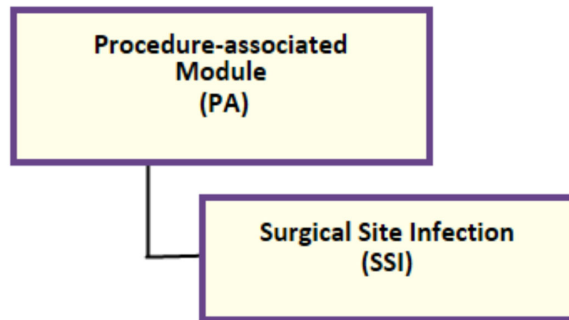 Procedure-associated
Module
(PA)
Surgical Site Infection
(SSI)